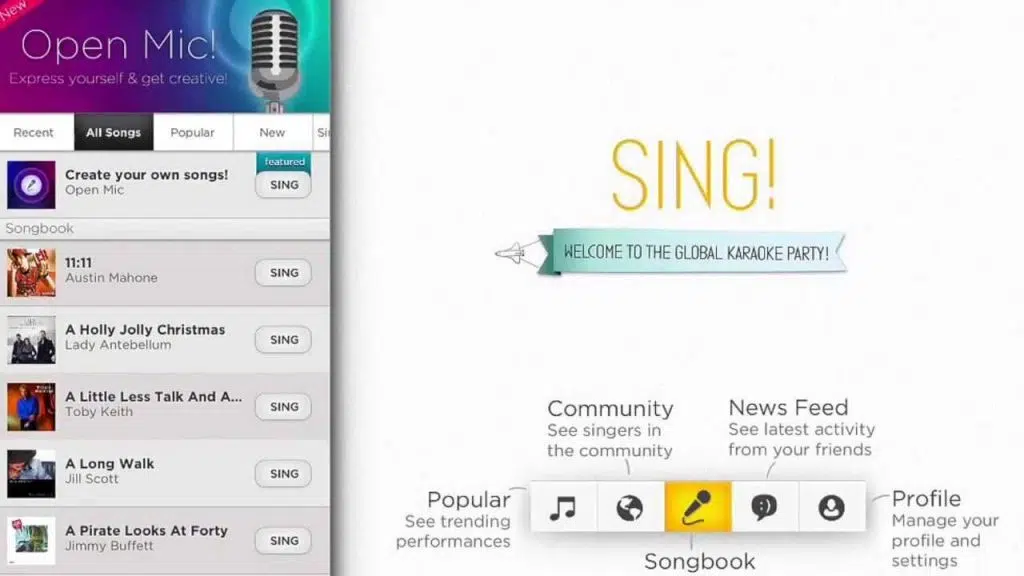 New
Open Mic!
Express yourself & get creative!
Recent
All Songs
Popular
New
Si
Create your own songs!
Open Mic
featured
SING
Songbook
11:11
Austin Mahone
SING
A Holly Jolly Christmas
Lady Antebellum
SING
A Little Less Talk And A...
Toby Keith
SING
A Long Walk
Jill Scott
SING
A Pirate Looks At Forty
Jimmy Buffett
SING
SING!
WELCOME TO THE GLOBAL KARAOKE PARTY!
Community
See singers in
the community
News Feed
See latest activity
from your friends
Popular
See trending
performances
Songbook
Profile
Manage your
profile and
settings